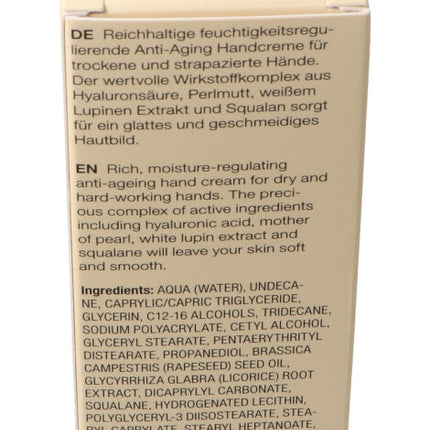 DE Reichhaltige feuchtigkeitsregu-
lierende Anti-Aging Handcreme für
trockene und strapazierte Hände.
Der wertvolle Wirkstoffkomplex aus
Hyaluronsäure, Perlmutt, weißem
Lupinen Extrakt und Squalan sorgt
für ein glattes und geschmeidiges
Hautbild.
EN Rich, moisture-regulating
anti-ageing hand cream for dry and
hard-working hands. The preci-
ous complex of active ingredients
including hyaluronic acid, mother
of pearl, white lupin extract and
squalane will leave your skin soft
and smooth.
Ingredients: AQUA (WATER), UNDECA-
NE, CAPRYLIC/CAPRIC TRIGLYCERIDE,
GLYCERIN, C12-16 ALCOHOLS, TRIDECANE,
SODIUM POLYACRYLATE, CETYL ALCOHOL,
GLYCERYL STEARATE, PENTAERYTHRITYL
DISTEARATE, PROPANEDIOL, BRASSICA
CAMPESTRIS (RAPESEED) SEED OIL,
GLYCYRRHIZA GLABRA (LICORICE) ROOT
EXTRACT, DICAPRYLYL CARBONATE,
SQUALANE, HYDROGENATED LECITHIN,
POLYGLYCERYL-3 DIISOSTEARATE, STEA-
RYL CAPRYLATE, STEARYL HEPTANOATE,